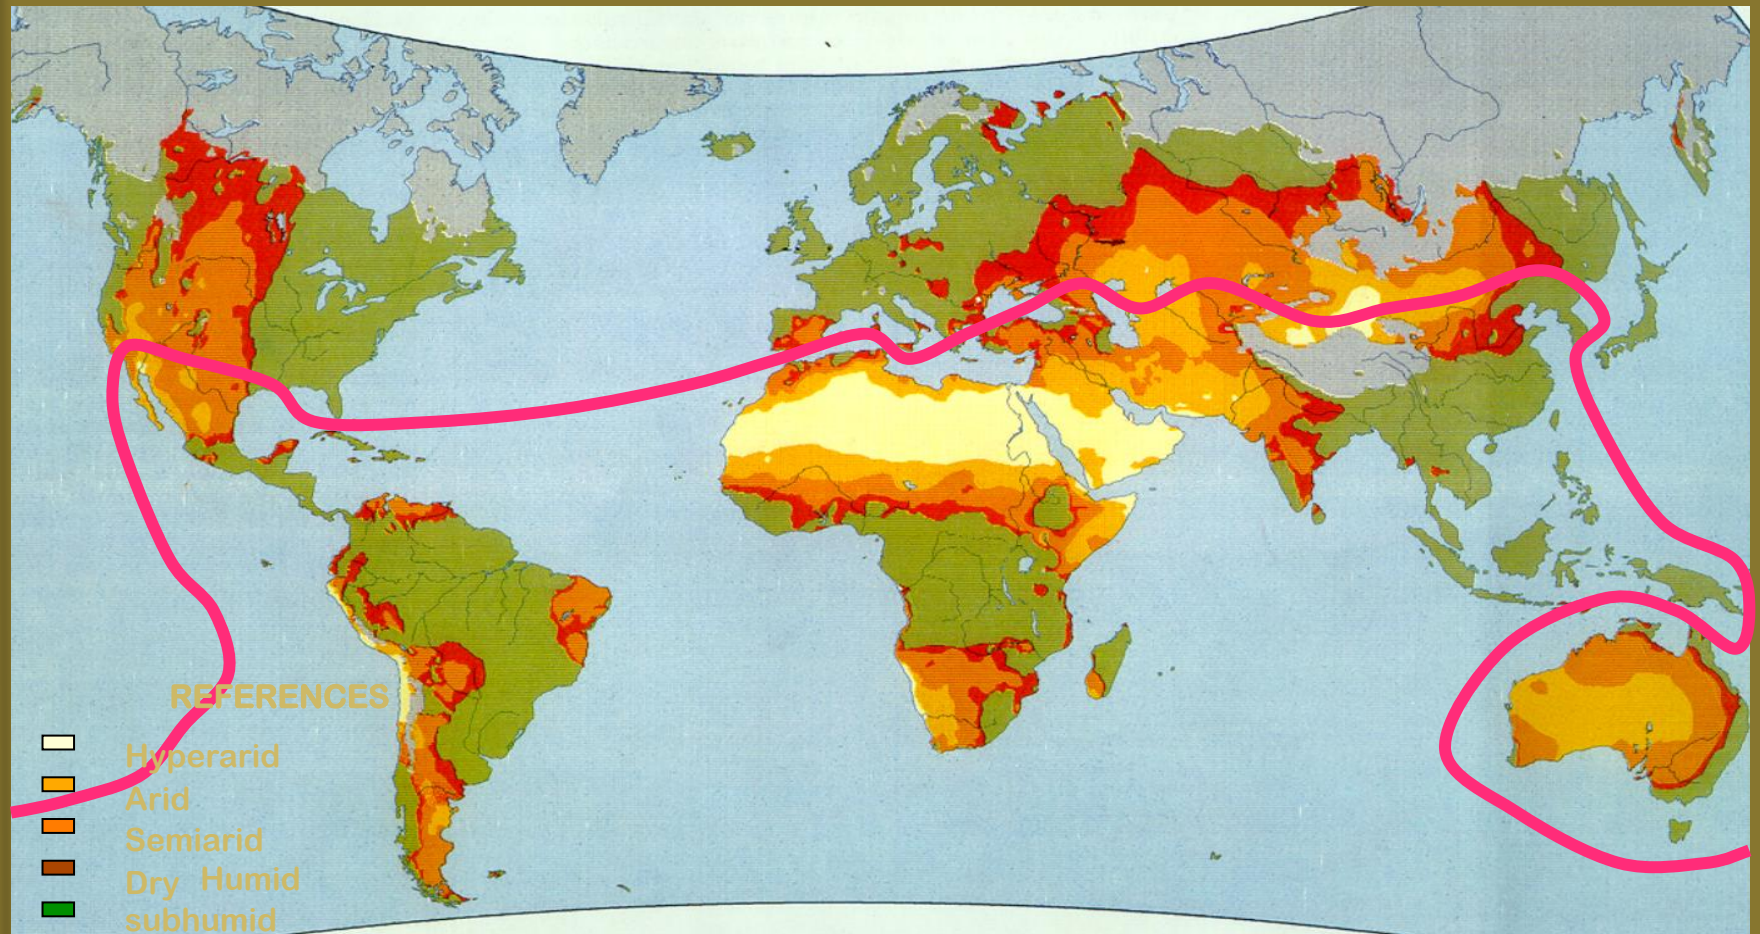 REFERENCES
Hyperarid
Arid
Semiarid
Dry Humid
subhumid